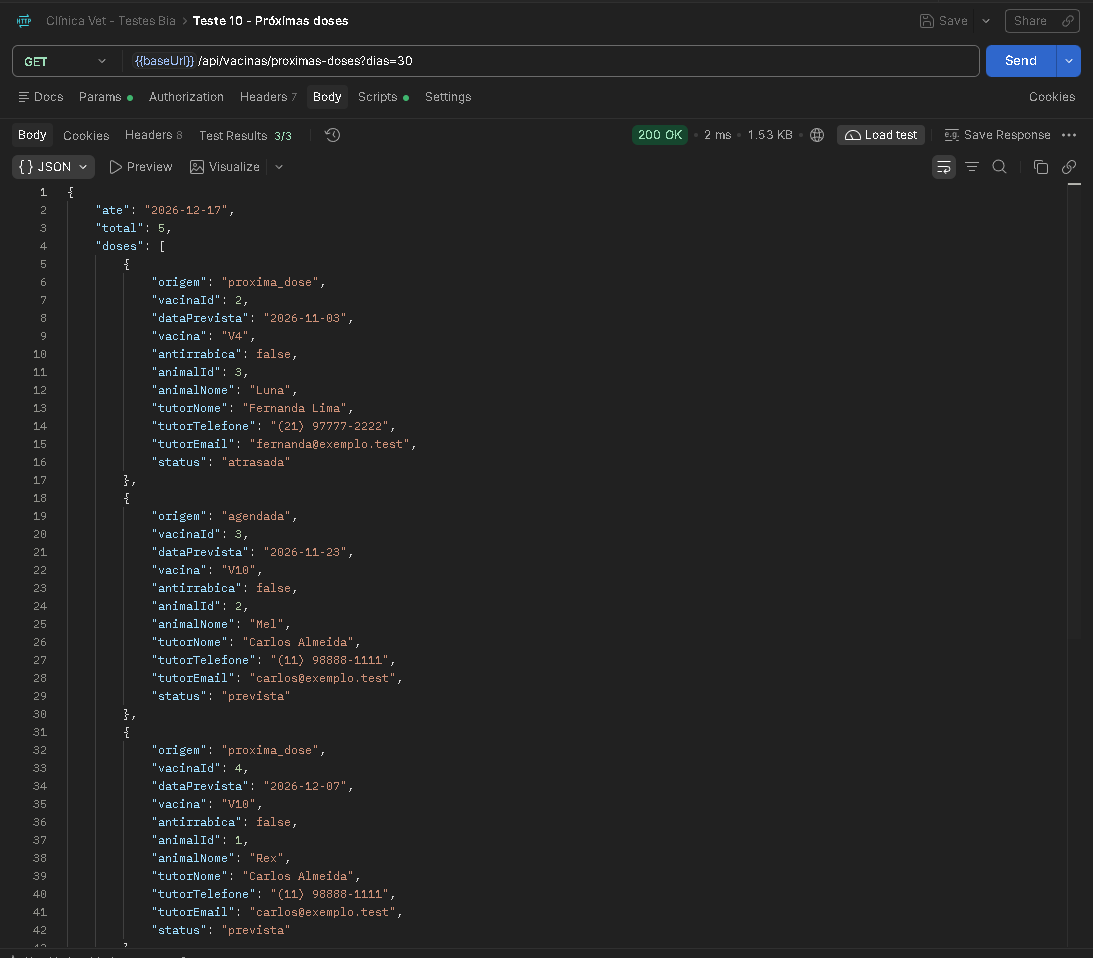 HTTP Clínica Vet - Testes Bia > Teste 10 - Próximas doses Save Share
GET {{baseUrl}} /api/vacinas/proximas-doses?dias=30 Send
Docs Params Authorization Headers 7 Body Scripts Settings Cookies
Body Cookies Headers 8 Test Results 3/3 200 OK 2 ms 1.53 KB e.g. Load test Save Response
{} JSON Preview Visualize
1 {
2 "ate": "2026-12-17",
3 "total": 5,
4 "doses": [
5 {
6 "origem": "proxima_dose",
7 "vacinaId": 2,
8 "dataPrevista": "2026-11-03",
9 "vacina": "V4",
10 "antirrabica": false,
11 "animalId": 3,
12 "animalNome": "Luna",
13 "tutorNome": "Fernanda Lima",
14 "tutorTelefone": "(21) 97777-2222",
15 "tutorEmail": "fernanda@exemplo.test",
16 "status": "atrasada"
17 },
18 {
19 "origem": "agendada",
20 "vacinaId": 3,
21 "dataPrevista": "2026-11-23",
22 "vacina": "V10",
23 "antirrabica": false,
24 "animalId": 2,
25 "animalNome": "Mel",
26 "tutorNome": "Carlos Almeida",
27 "tutorTelefone": "(11) 98888-1111",
28 "tutorEmail": "carlos@exemplo.test",
29 "status": "prevista"
30 },
31 {
32 "origem": "proxima_dose",
33 "vacinaId": 4,
34 "dataPrevista": "2026-12-07",
35 "vacina": "V10",
36 "antirrabica": false,
37 "animalId": 1,
38 "animalNome": "Rex",
39 "tutorNome": "Carlos Almeida",
40 "tutorTelefone": "(11) 98888-1111",
41 "tutorEmail": "carlos@exemplo.test",
42 "status": "prevista"